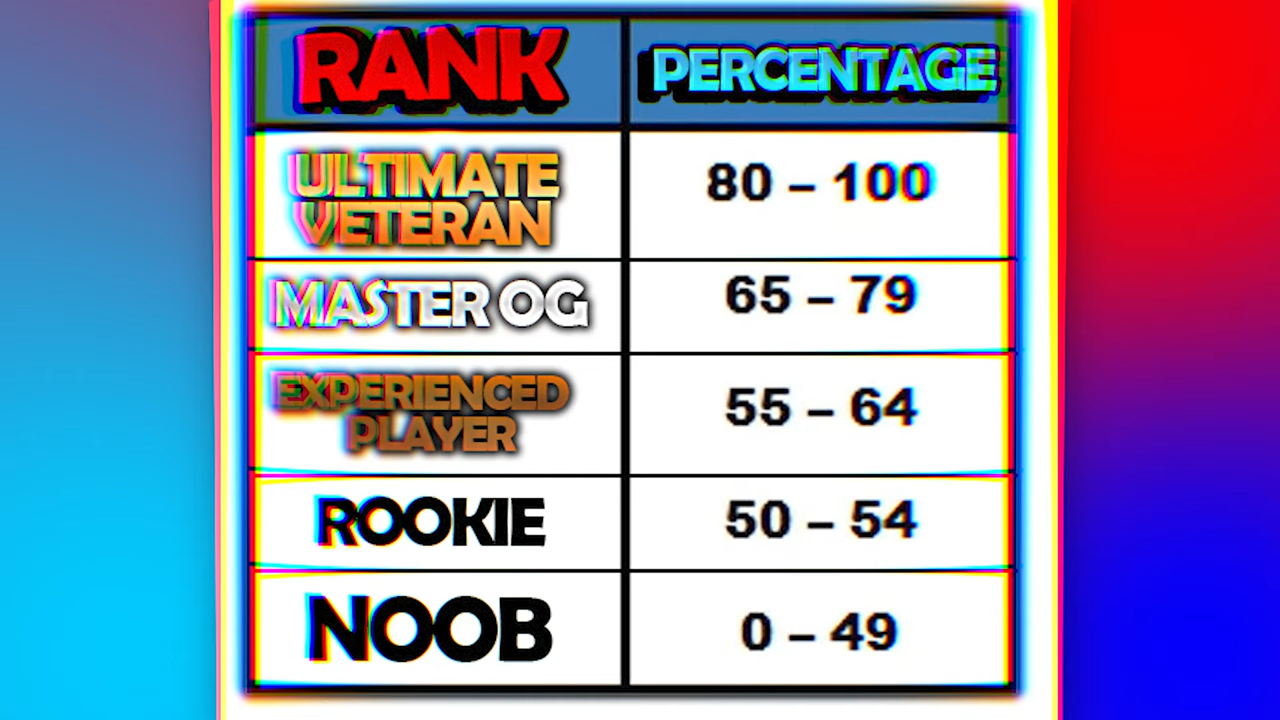 RANK PERCENTAGE
ULTIMATE
VETERAN
80 – 100
MASTER OG 65 – 79
EXPERIENCED
PLAYER
55 – 64
ROOKIE 50 – 54
NOOB 0 – 49